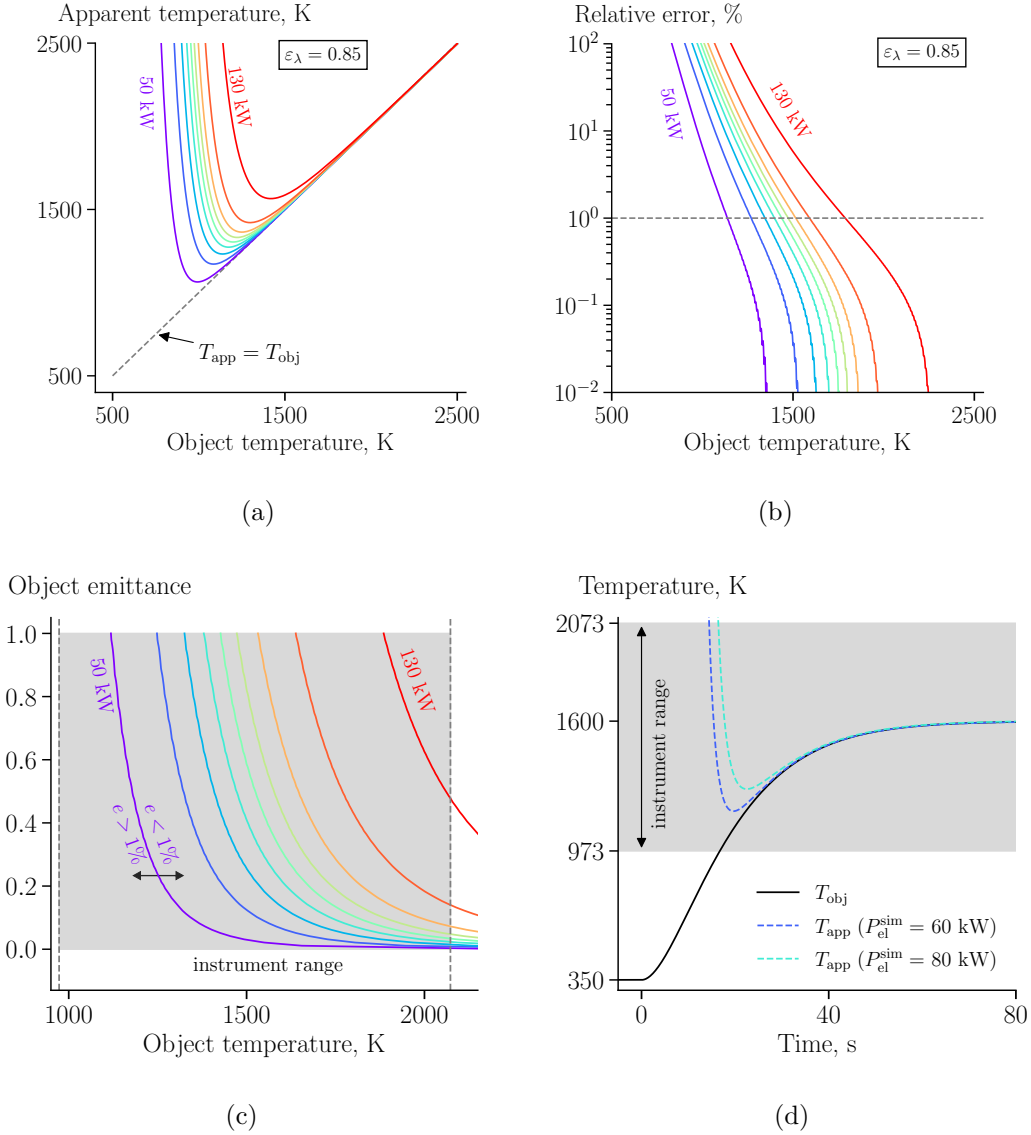 Apparent temperature, K
2500
1500
500
500 1500 2500
ελ = 0.85
50 kW
130 kW
T_app = T_obj
Object temperature, K
(a)
Relative error, %
10^2
10^1
10^0
10^−1
10^−2
500 1500 2500
ελ = 0.85
50 kW
130 kW
Object temperature, K
(b)
Object emittance
1.0
0.8
0.6
0.4
0.2
0.0
1000 1500 2000
50 kW
130 kW
e > 1%
e < 1%
instrument range
Object temperature, K
(c)
Temperature, K
2073
1600
973
350
0 40 80
instrument range
T_obj
T_app (P_el^sim = 60 kW)
T_app (P_el^sim = 80 kW)
Time, s
(d)